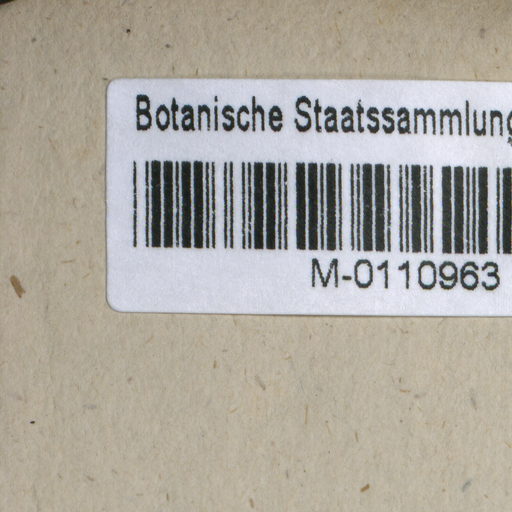 Botanische Staatssammlung
M-0110963